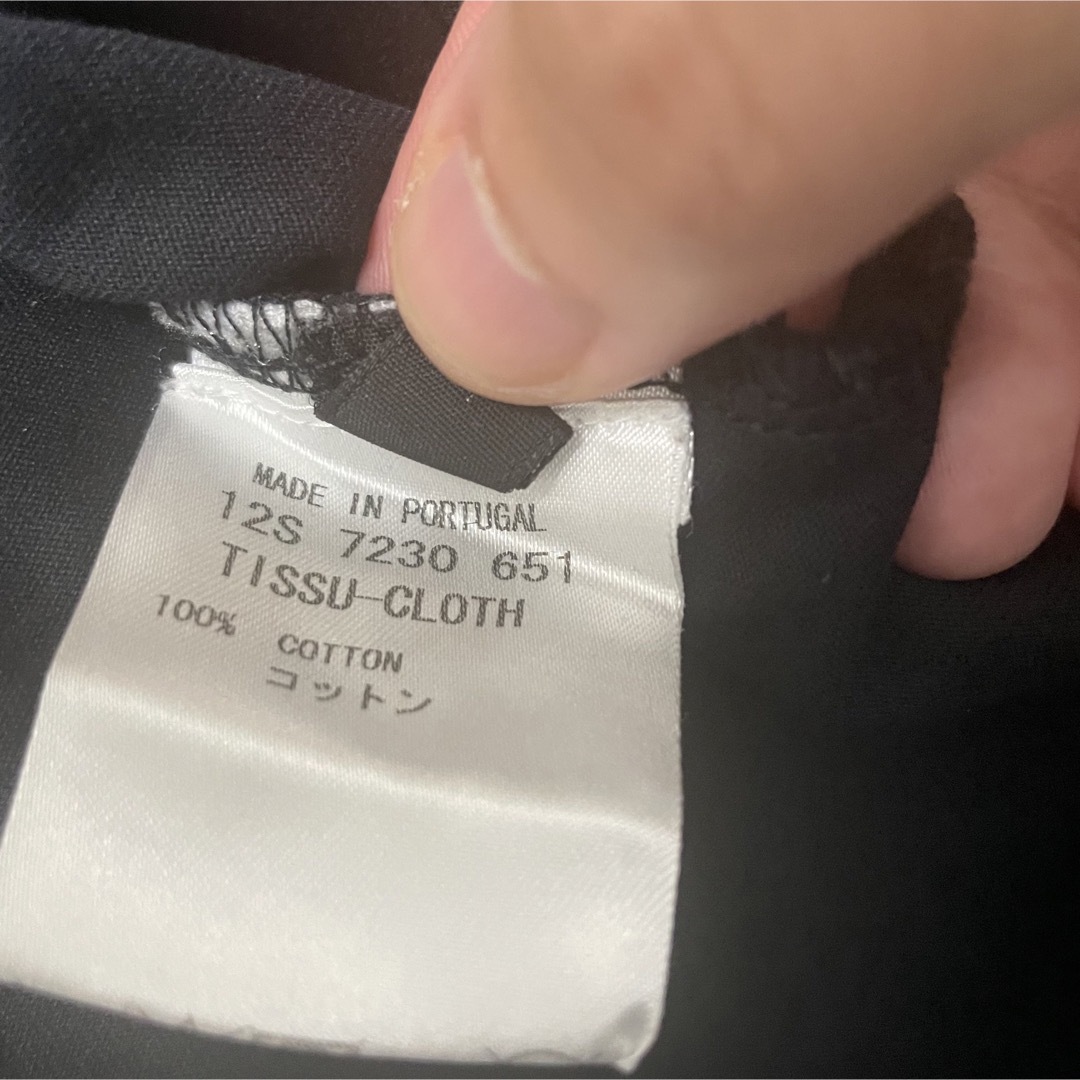 MADE IN PORTUGAL
12S 7230 651
TISSU-CLOTH
100% COTTON
コットン